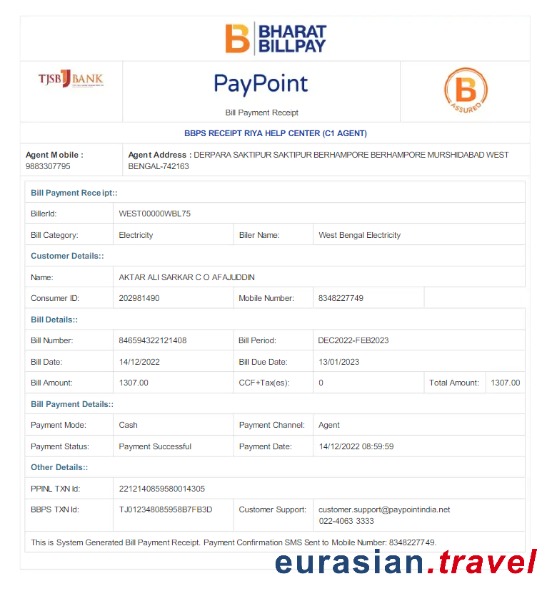 BHARAT
BILLPAY
TJSB BANK
PayPoint
Bill Payment Receipt
B ASSURED
BBPS RECEIPT RIYA HELP CENTER (C1 AGENT)
Agent Mobile :
9883307795
Agent Address : DERPARA SAKTIPUR SAKTIPUR BERHAMPORE BERHAMPORE MURSHIDABAD WEST
BENGAL-742163
Bill Payment Receipt::
BillerId: WEST00000WBL75
Bill Category: Electricity Biler Name: West Bengal Electricity
Customer Details::
Name: AKTAR ALI SARKAR C O AFAJUDDIN
Consumer ID: 202981490 Mobile Number: 8348227749
Bill Details::
Bill Number: 846594322121408 Bill Period: DEC2022-FEB2023
Bill Date: 14/12/2022 Bill Due Date: 13/01/2023
Bill Amount: 1307.00 CCF+Tax(es): 0 Total Amount: 1307.00
Bill Payment Details::
Payment Mode: Cash Payment Channel: Agent
Payment Status: Payment Successful Payment Date: 14/12/2022 08:59:59
Other Details::
PPINL TXN Id: 2212140859580014305
BBPS TXn Id: TJ012348085958B7FB3D Customer Support: customer.support@paypointindia.net
022-4063 3333
This is System Generated Bill Payment Receipt. Payment Confirmation SMS Sent to Mobile Number: 8348227749.
eurasian.travel